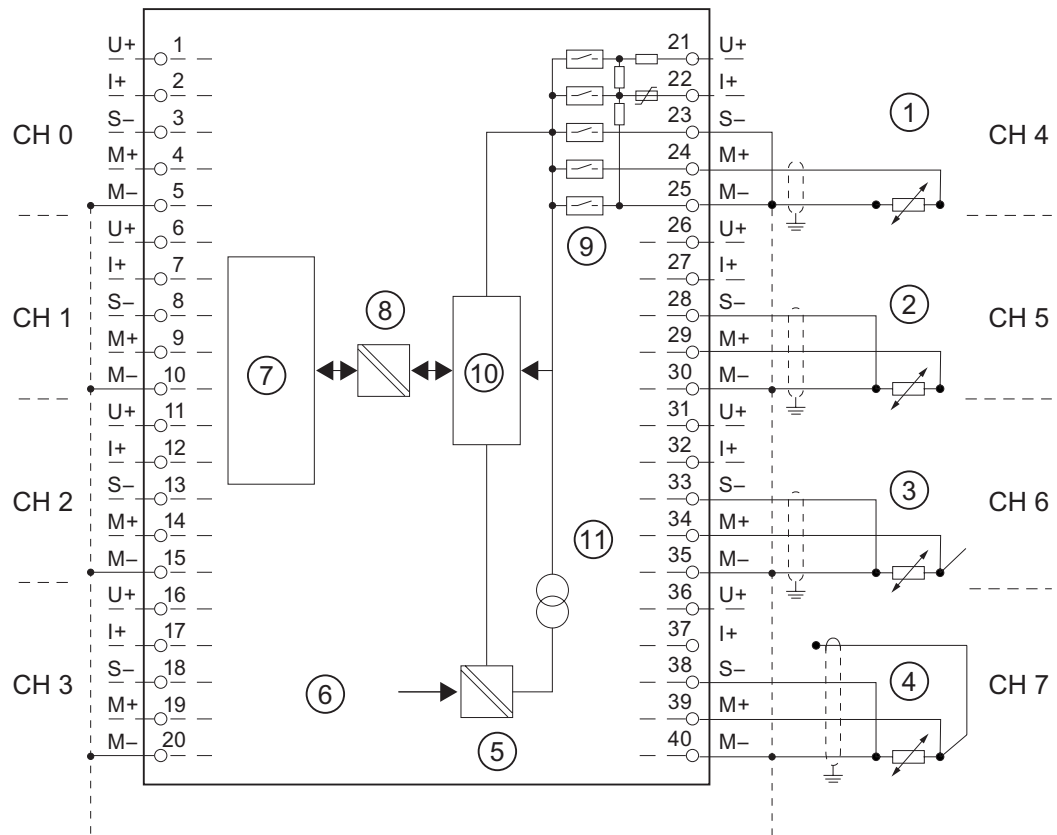 CH 0
U+ 1
I+ 2
S– 3
M+ 4
M– 5
CH 1
U+ 6
I+ 7
S– 8
M+ 9
M– 10
CH 2
U+ 11
I+ 12
S– 13
M+ 14
M– 15
CH 3
U+ 16
I+ 17
S– 18
M+ 19
M– 20
7
8
10
9
11
6
5
21 U+
22 I+
23 S–
24 M+
25 M–
1
CH 4
26 U+
27 I+
28 S–
29 M+
30 M–
2
CH 5
31 U+
32 I+
33 S–
34 M+
35 M–
3
CH 6
36 U+
37 I+
38 S–
39 M+
40 M–
4
CH 7